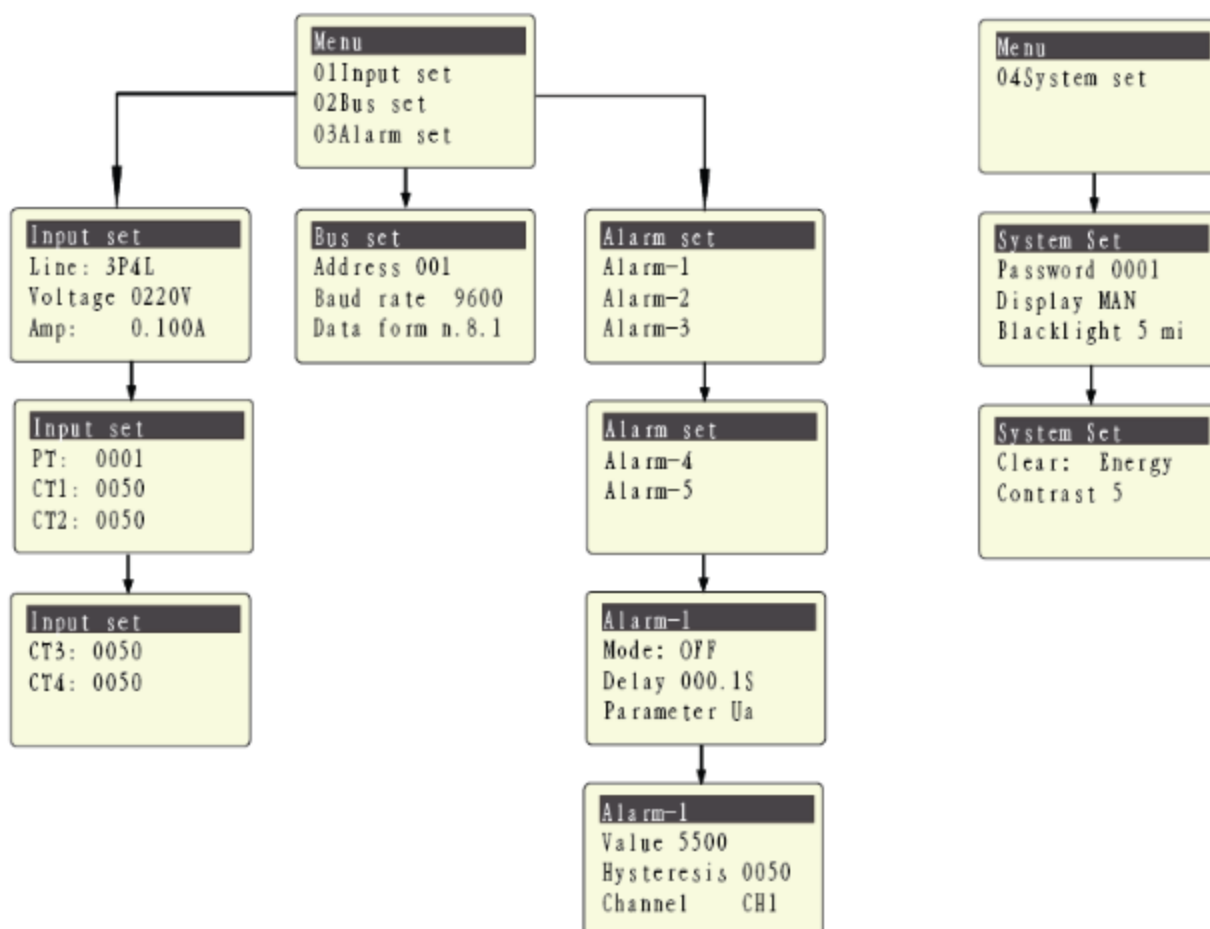 Menu
01Input set
02Bus set
03Alarm set
Input set
Line: 3P4L
Voltage 0220V
Amp: 0.100A
Input set
PT: 0001
CT1: 0050
CT2: 0050
Input set
CT3: 0050
CT4: 0050
Bus set
Address 001
Baud rate 9600
Data form n.8.1
Alarm set
Alarm-1
Alarm-2
Alarm-3
Alarm set
Alarm-4
Alarm-5
Alarm-1
Mode: OFF
Delay 000.1S
Parameter Ua
Alarm-1
Value 5500
Hysteresis 0050
Channel CH1
Menu
04System set
System Set
Password 0001
Display MAN
Blacklight 5 mi
System Set
Clear: Energy
Contrast 5